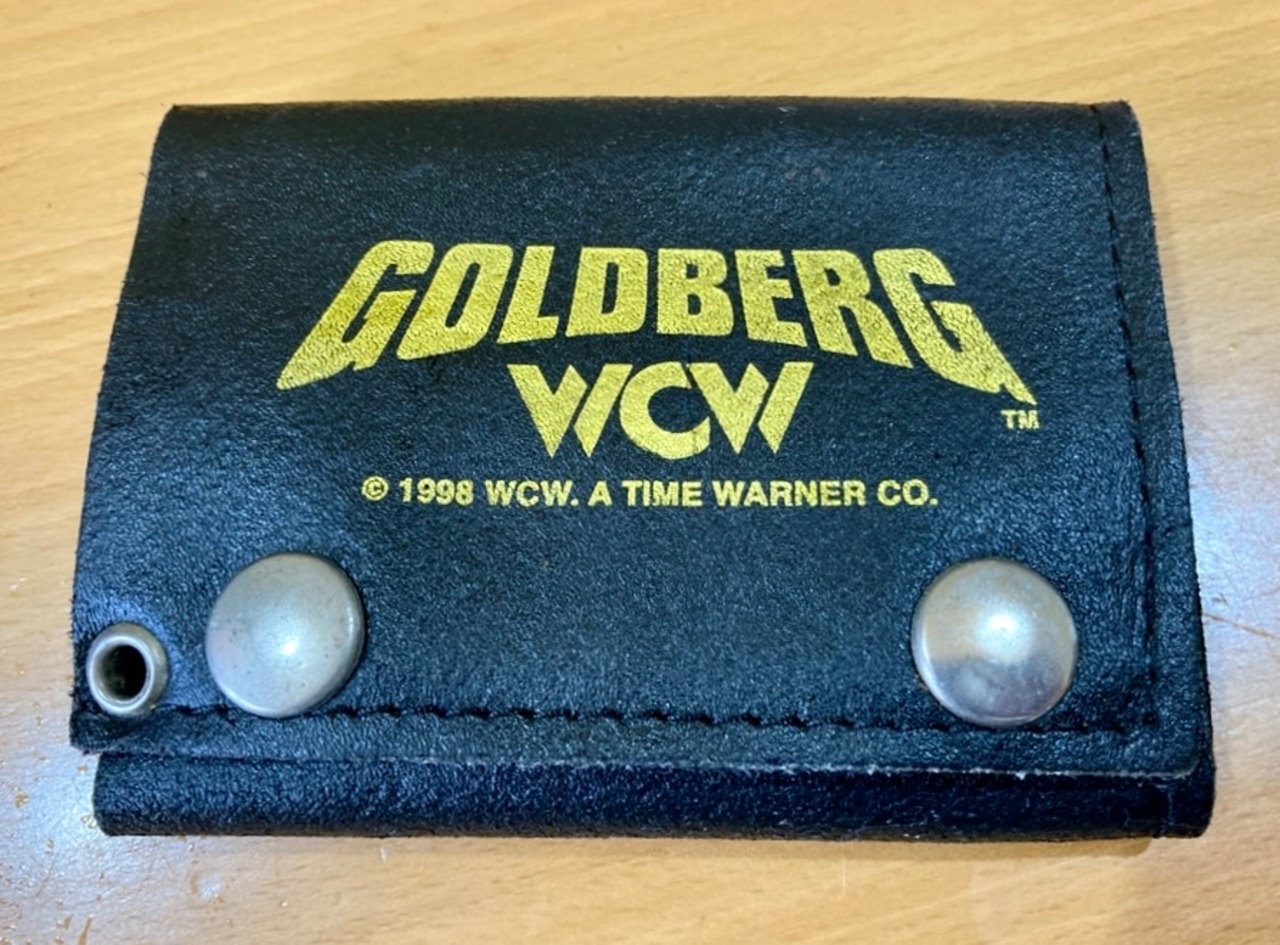 GOLDBERG
WCW
TM
© 1998 WCW. A TIME WARNER CO.